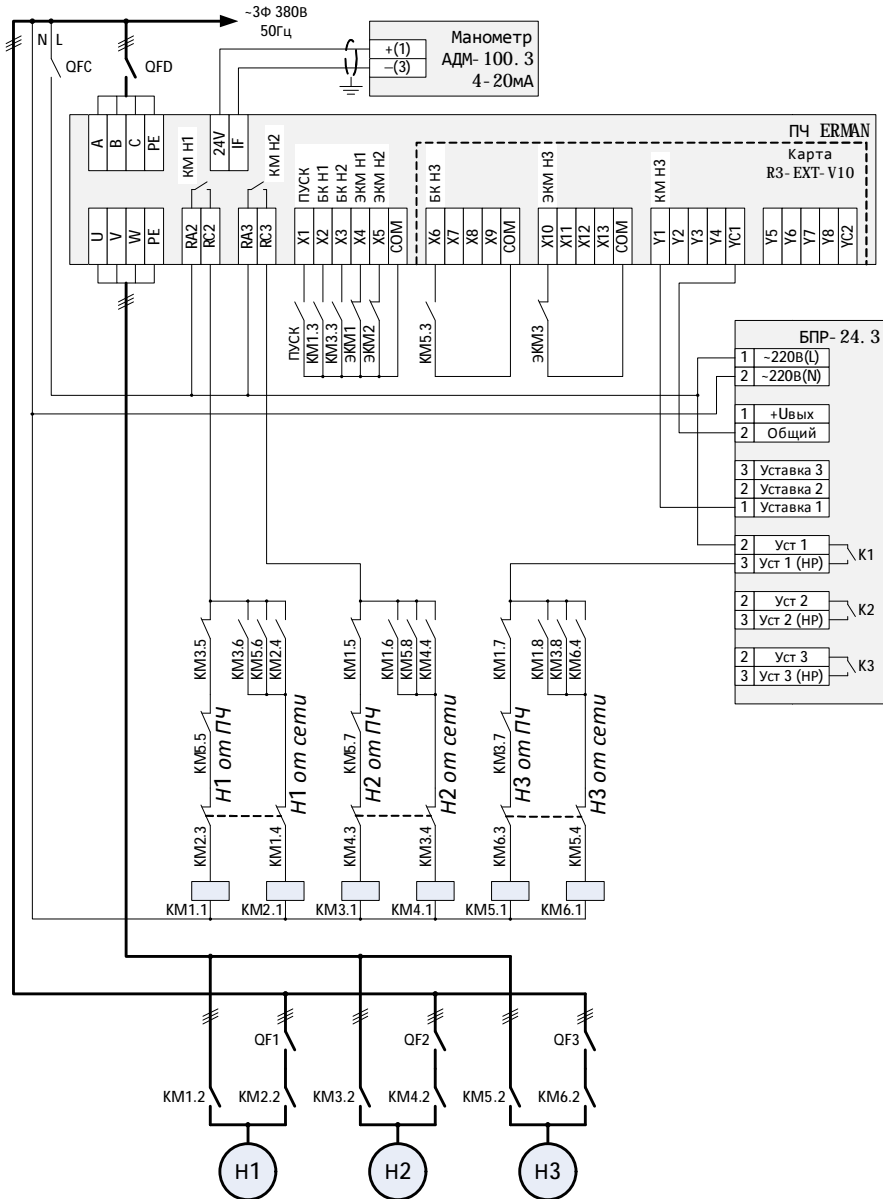 ~3Ф 380В
50Гц
N L
QFC
QFD
Манометр
АДМ-100.3
4-20мА
+(1)
–(3)
ПЧ ERMAN
Карта
R3-EXT-V10
A
B
C
PE
КМ Н1
24V
IF
КМ Н2
ПУСК
БК Н1
БК Н2
ЭКМ Н1
ЭКМ Н2
БК Н3
ЭКМ Н3
КМ Н3
U
V
W
PE
RA2
RC2
RA3
RC3
X1
X2
X3
X4
X5
COM
X6
X7
X8
X9
COM
X10
X11
X12
X13
COM
Y1
Y2
Y3
Y4
YC1
Y5
Y6
Y7
Y8
YC2
ПУСК
КМ1.3
КМ3.3
ЭКМ1
ЭКМ2
КМ5.3
ЭКМ3
БПР-24.3
1 ~220В(L)
2 ~220В(N)
1 +Uвых
2 Общий
3 Уставка 3
2 Уставка 2
1 Уставка 1
2 Уст 1
3 Уст 1 (НР)
К1
2 Уст 2
3 Уст 2 (НР)
К2
2 Уст 3
3 Уст 3 (НР)
К3
КМ3.5
КМ3.6
КМ5.6
КМ2.4
КМ1.5
КМ1.6
КМ5.8
КМ4.4
КМ1.7
КМ1.8
КМ3.8
КМ6.4
КМ5.5
Н1 от ПЧ
Н1 от сети
КМ5.7
Н2 от ПЧ
Н2 от сети
КМ3.7
Н3 от ПЧ
Н3 от сети
КМ2.3
КМ1.4
КМ4.3
КМ3.4
КМ6.3
КМ5.4
КМ1.1
КМ2.1
КМ3.1
КМ4.1
КМ5.1
КМ6.1
QF1
QF2
QF3
КМ1.2
КМ2.2
КМ3.2
КМ4.2
КМ5.2
КМ6.2
Н1
Н2
Н3